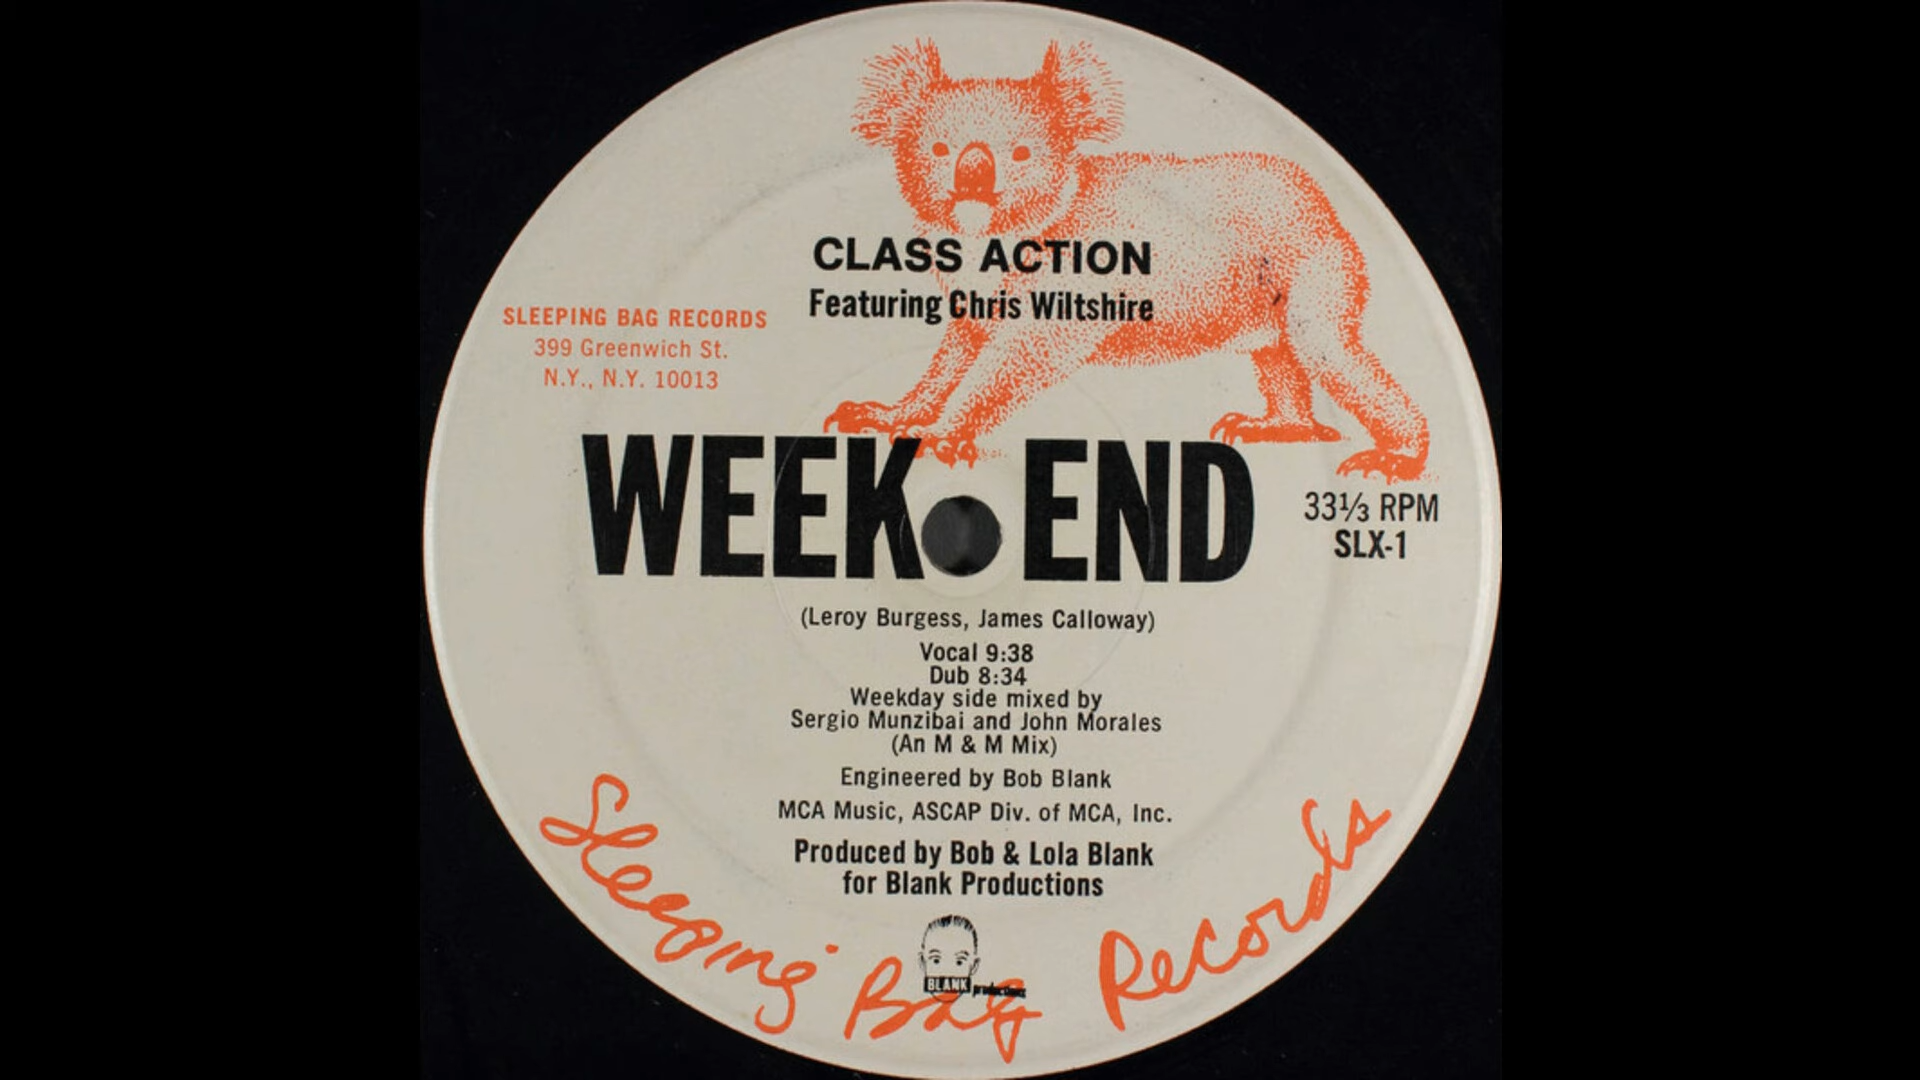 CLASS ACTION
Featuring Chris Wiltshire
SLEEPING BAG RECORDS
399 Greenwich St.
N.Y., N.Y. 10013
WEEK END
33⅓ RPM
SLX-1
(Leroy Burgess, James Calloway)
Vocal 9:38
Dub 8:34
Weekday side mixed by
Sergio Munzibai and John Morales
(An M & M Mix)
Engineered by Bob Blank
MCA Music, ASCAP Div. of MCA, Inc.
Produced by Bob & Lola Blank
for Blank Productions
BLANK productions
Sleeping Bag Records